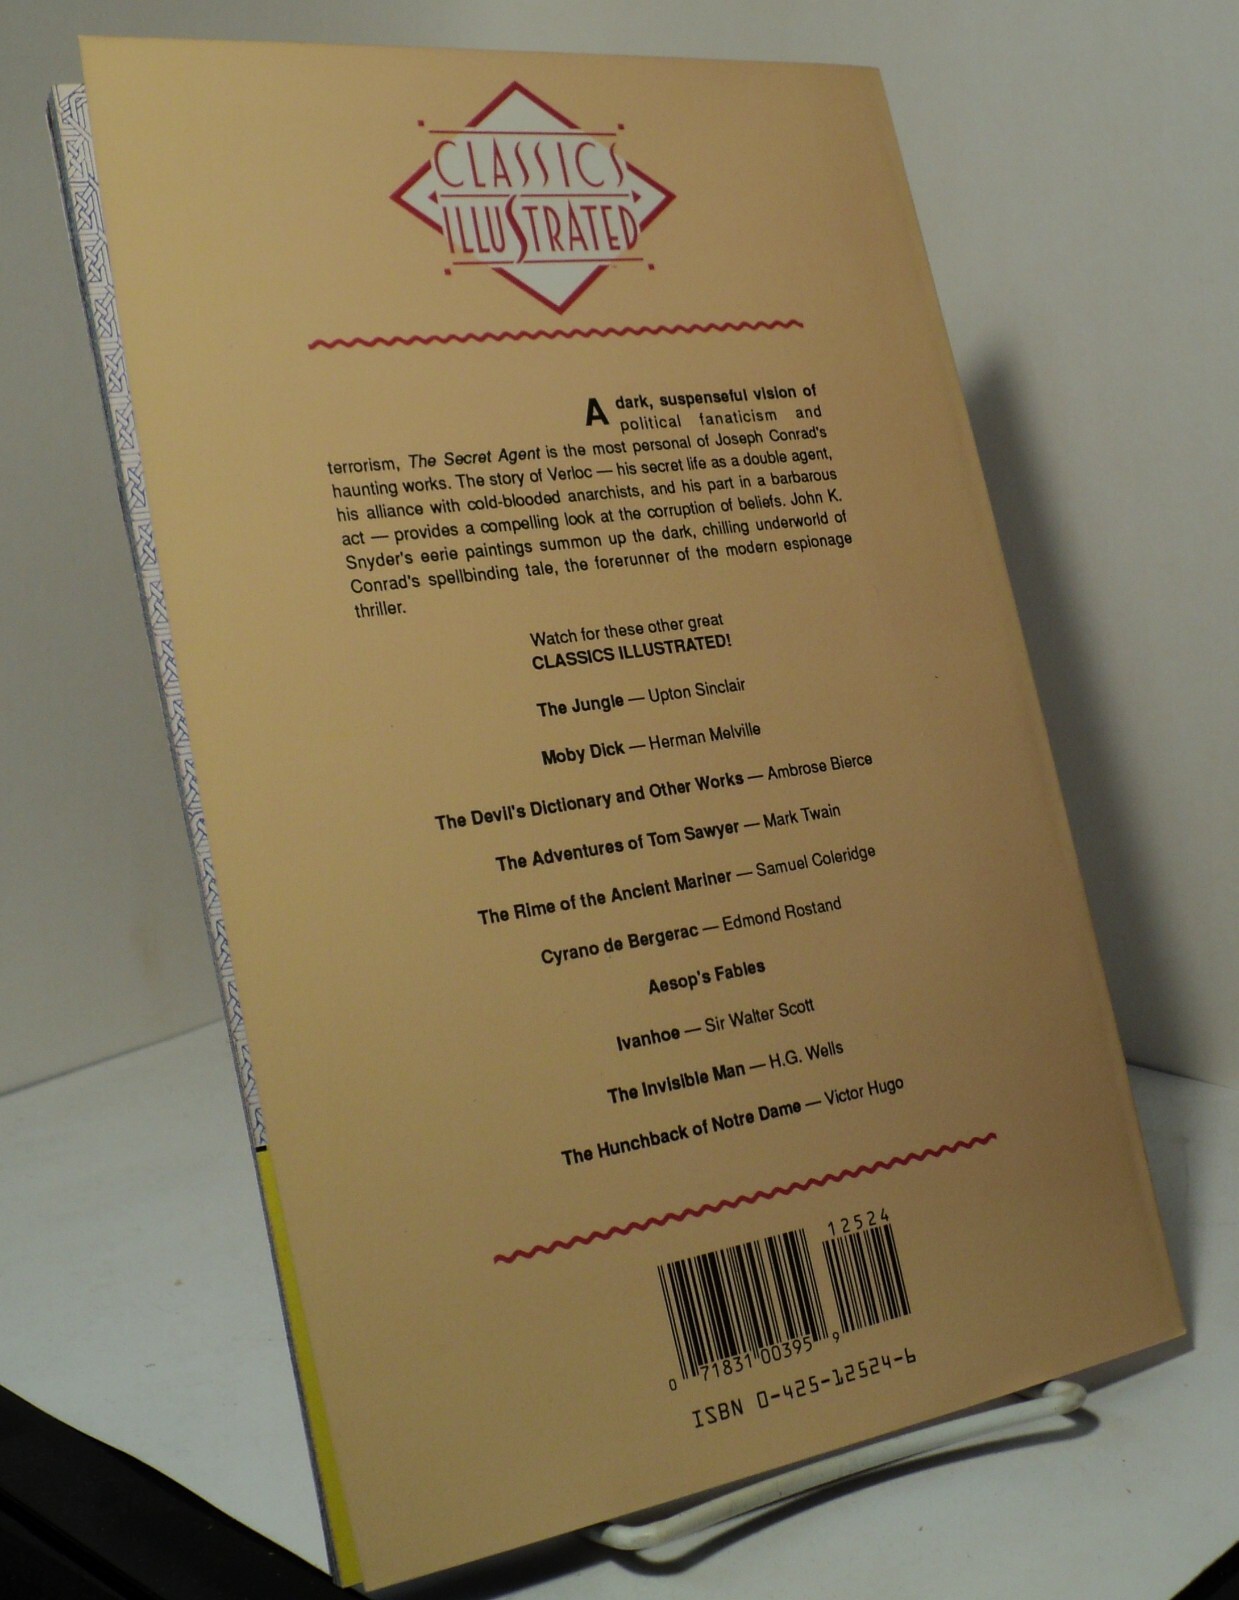 CLASSICS
ILLUSTRATED
A dark, suspenseful vision of
political fanaticism and
terrorism, The Secret Agent is the most personal of Joseph Conrad's
haunting works. The story of Verloc — his secret life as a double agent,
his alliance with cold-blooded anarchists, and his part in a barbarous
act — provides a compelling look at the corruption of beliefs. John K.
Snyder's eerie paintings summon up the dark, chilling underworld of
Conrad's spellbinding tale, the forerunner of the modern espionage
thriller.
Watch for these other great
CLASSICS ILLUSTRATED!
The Jungle — Upton Sinclair
Moby Dick — Herman Melville
The Devil's Dictionary and Other Works — Ambrose Bierce
The Adventures of Tom Sawyer — Mark Twain
The Rime of the Ancient Mariner — Samuel Coleridge
Cyrano de Bergerac — Edmond Rostand
Aesop's Fables
Ivanhoe — Sir Walter Scott
The Invisible Man — H.G. Wells
The Hunchback of Notre Dame — Victor Hugo
12524
0 71831 00395 9
ISBN 0-425-12524-6